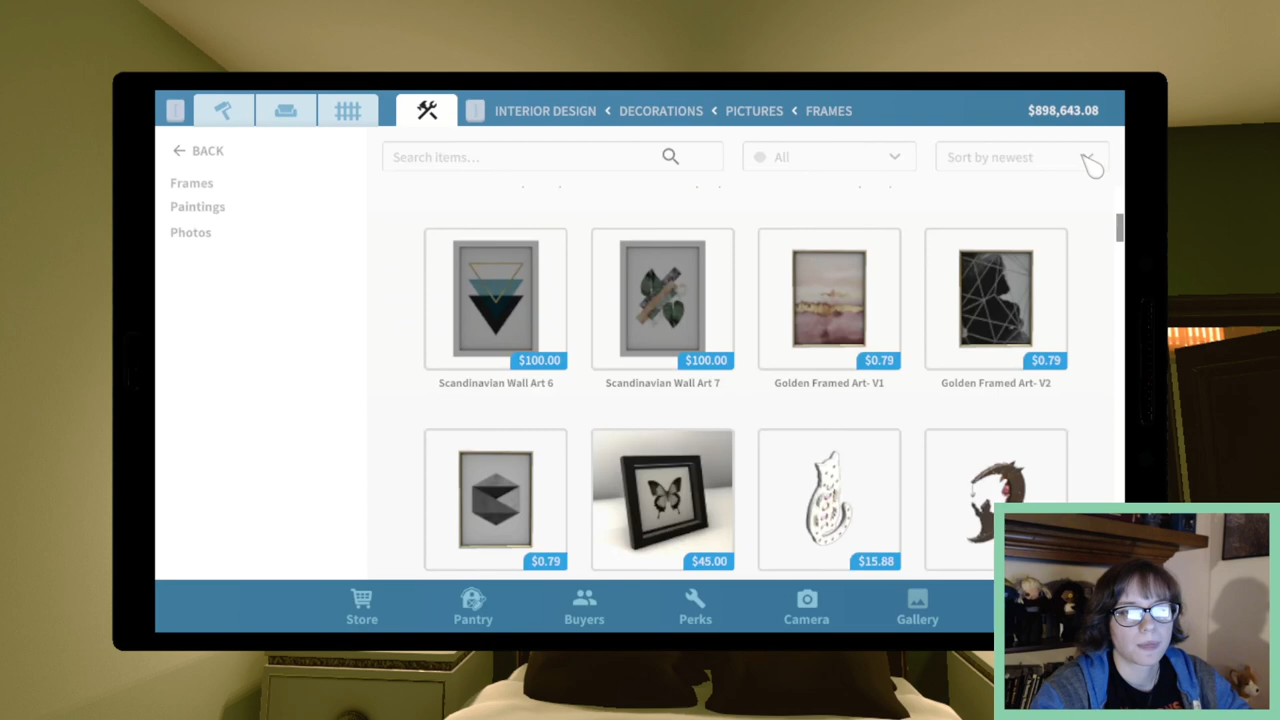 INTERIOR DESIGN < DECORATIONS < PICTURES < FRAMES
$898,643.08
BACK
Search items...
All
Sort by newest
Frames
Paintings
Photos
$100.00
$100.00
$0.79
$0.79
Scandinavian Wall Art 6
Scandinavian Wall Art 7
Golden Framed Art- V1
Golden Framed Art- V2
$0.79
$45.00
$15.88
Store
Pantry
Buyers
Perks
Camera
Gallery